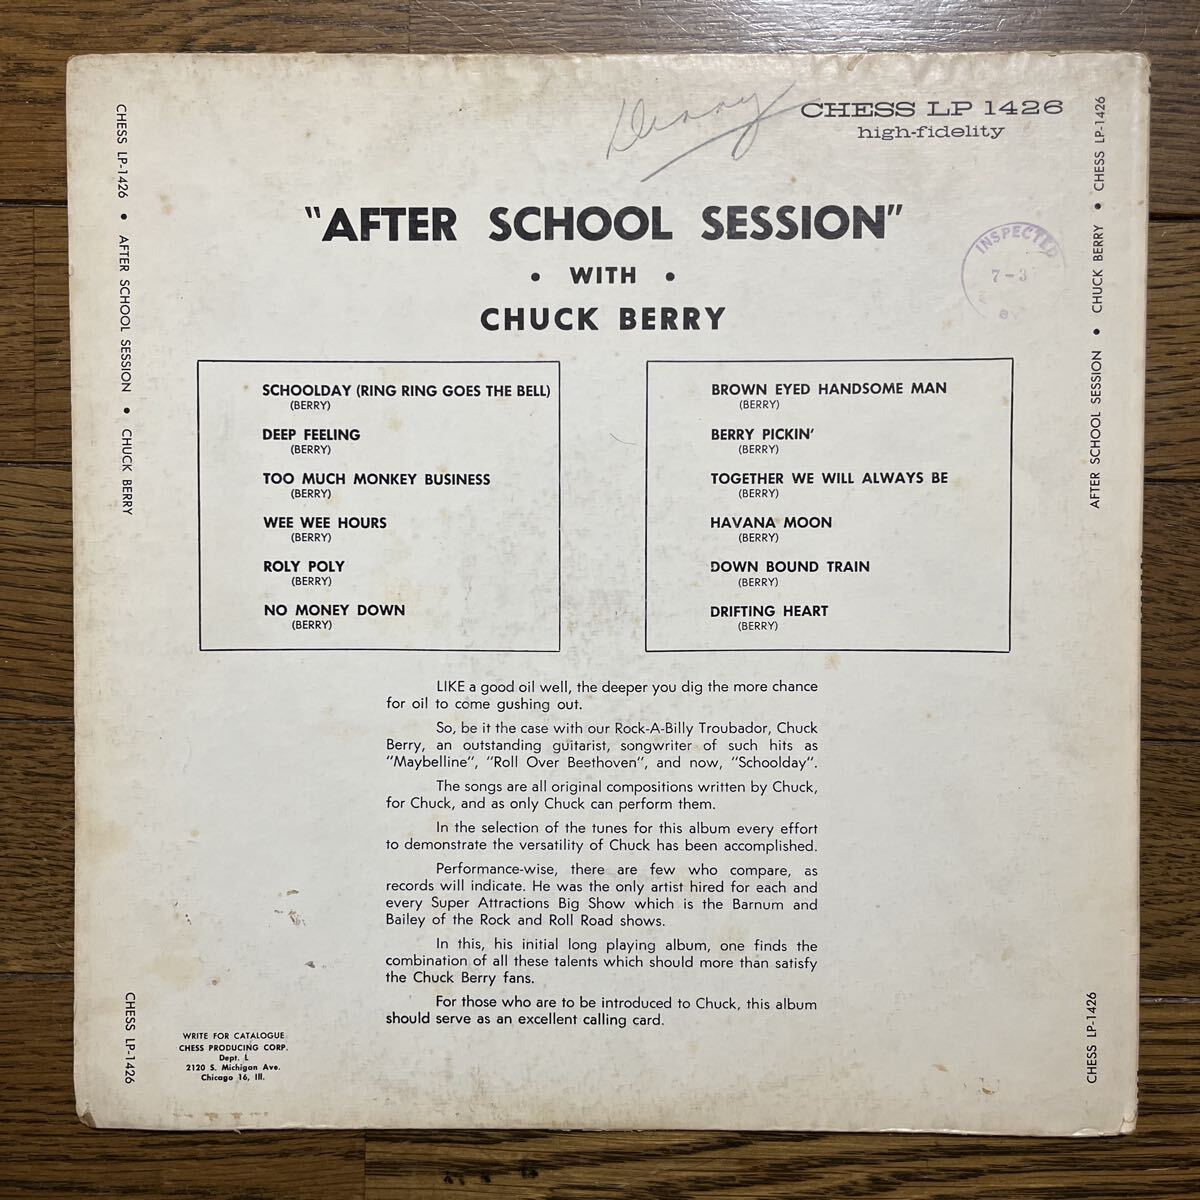 Denny
CHESS LP 1426
high-fidelity
"AFTER SCHOOL SESSION"
• WITH •
CHUCK BERRY
INSPECTED
7-3
BY
CHESS LP-1426 • AFTER SCHOOL SESSION • CHUCK BERRY
CHESS LP-1426
SCHOOLDAY (RING RING GOES THE BELL)
(BERRY)
DEEP FEELING
(BERRY)
TOO MUCH MONKEY BUSINESS
(BERRY)
WEE WEE HOURS
(BERRY)
ROLY POLY
(BERRY)
NO MONEY DOWN
(BERRY)
BROWN EYED HANDSOME MAN
(BERRY)
BERRY PICKIN'
(BERRY)
TOGETHER WE WILL ALWAYS BE
(BERRY)
HAVANA MOON
(BERRY)
DOWN BOUND TRAIN
(BERRY)
DRIFTING HEART
(BERRY)
LIKE a good oil well, the deeper you dig the more chance
for oil to come gushing out.
So, be it the case with our Rock-A-Billy Troubador, Chuck
Berry, an outstanding guitarist, songwriter of such hits as
"Maybelline", "Roll Over Beethoven", and now, "Schoolday".
The songs are all original compositions written by Chuck,
for Chuck, and as only Chuck can perform them.
In the selection of the tunes for this album every effort
to demonstrate the versatility of Chuck has been accomplished.
Performance-wise, there are few who compare, as
records will indicate. He was the only artist hired for each and
every Super Attractions Big Show which is the Barnum and
Bailey of the Rock and Roll Road shows.
In this, his initial long playing album, one finds the
combination of all these talents which should more than satisfy
the Chuck Berry fans.
For those who are to be introduced to Chuck, this album
should serve as an excellent calling card.
WRITE FOR CATALOGUE
CHESS PRODUCING CORP.
Dept. L
2120 S. Michigan Ave.
Chicago 16, Ill.
AFTER SCHOOL SESSION • CHUCK BERRY • CHESS LP-1426
CHESS LP-1426